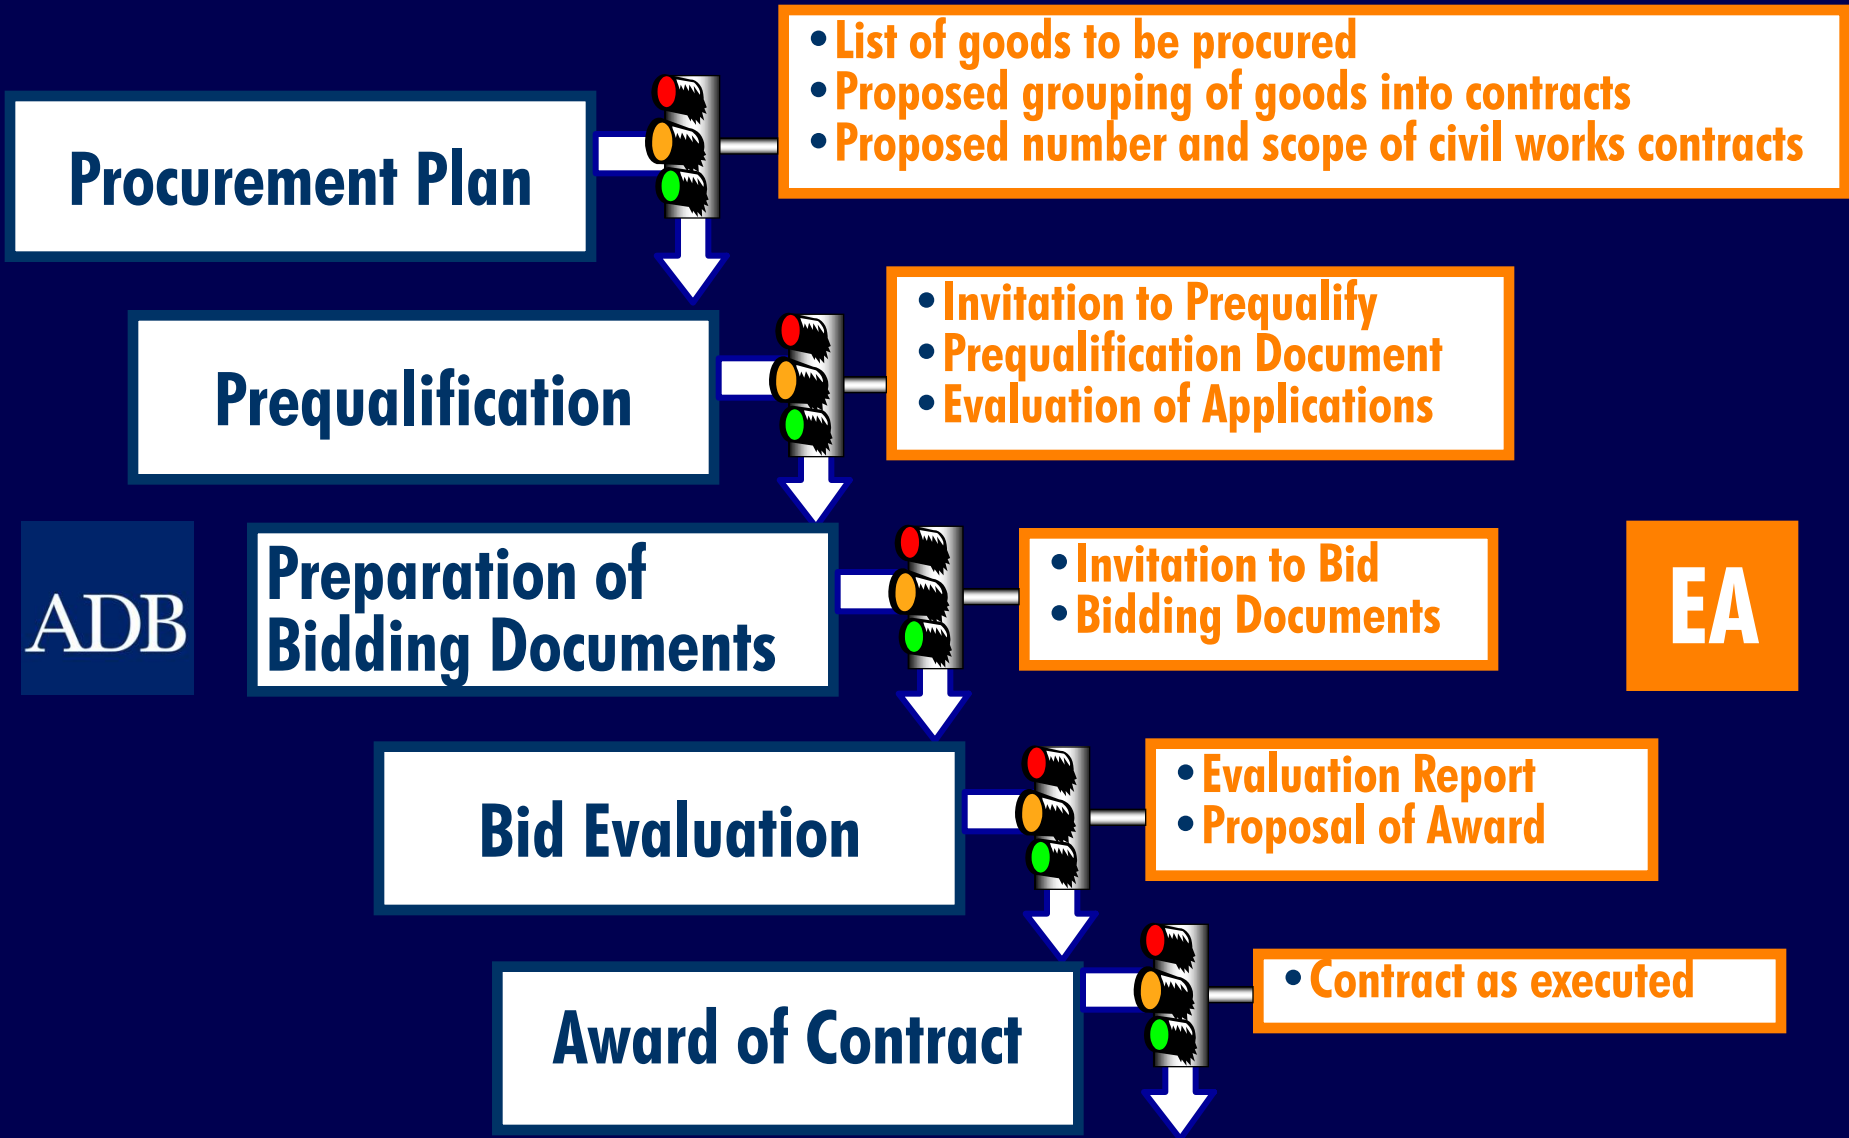 Procurement Plan
• List of goods to be procured
• Proposed grouping of goods into contracts
• Proposed number and scope of civil works contracts
Prequalification
• Invitation to Prequalify
• Prequalification Document
• Evaluation of Applications
ADB
Preparation of
Bidding Documents
• Invitation to Bid
• Bidding Documents
EA
Bid Evaluation
• Evaluation Report
• Proposal of Award
Award of Contract
• Contract as executed